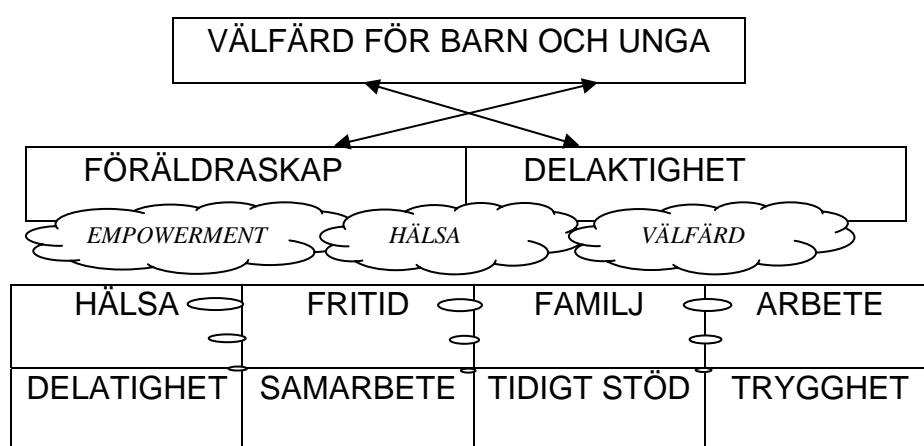 VÄLFÄRD FÖR BARN OCH UNGA
FÖRÄLDRASKAP DELAKTIGHET
EMPOWERMENT HÄLSA VÄLFÄRD
HÄLSA FRITID FAMILJ ARBETE
DELATIGHET SAMARBETE TIDIGT STÖD TRYGGHET